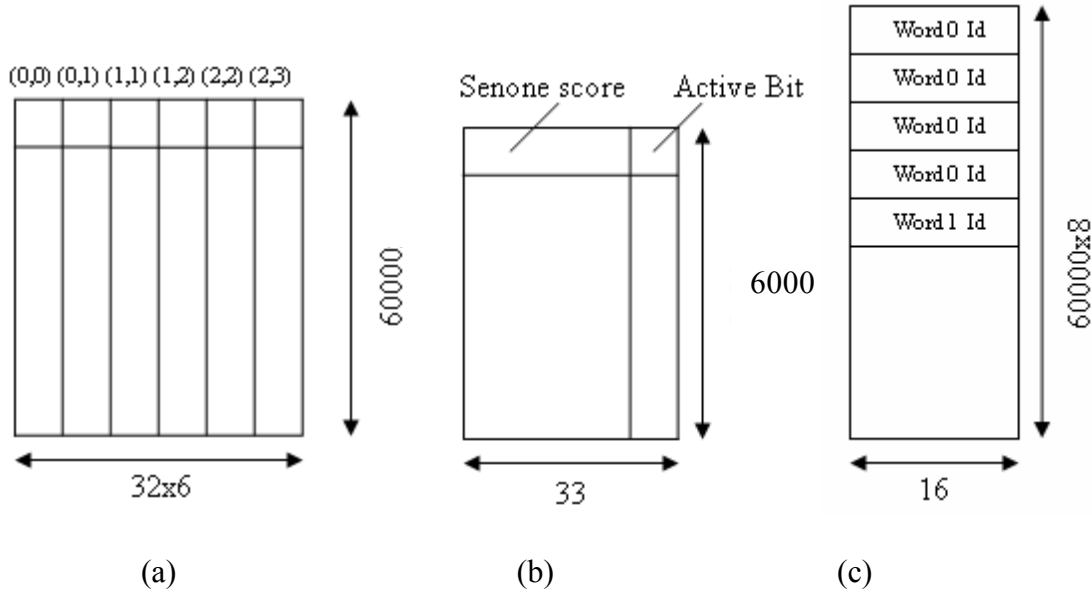 (0,0) (0,1) (1,1) (1,2) (2,2) (2,3)
60000
32x6
(a)
Senone score
Active Bit
6000
33
(b)
Word0 Id
Word0 Id
Word0 Id
Word0 Id
Word1 Id
60000x8
16
(c)